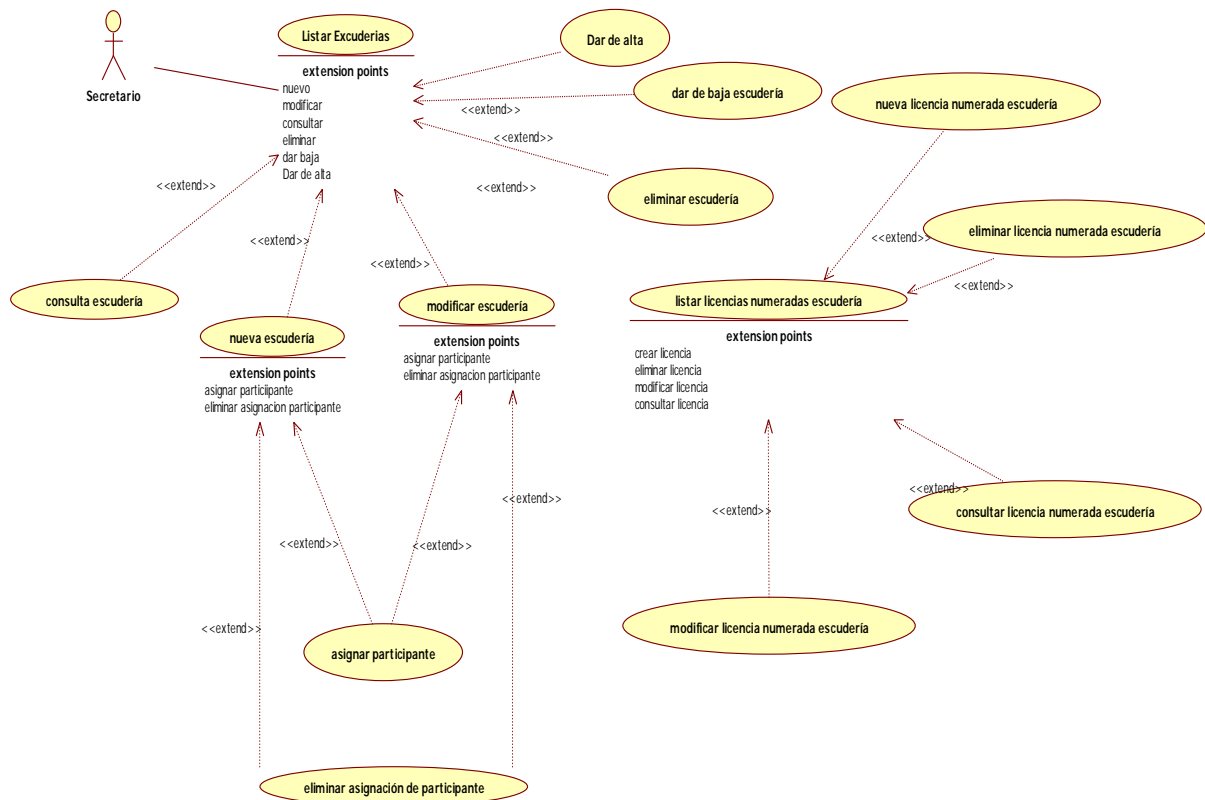 Listar Excuderias
extension points
nuevo
modificar
consultar
eliminar
dar baja
Dar de alta
Secretario
Dar de alta
dar de baja escudería
<<extend>>
<<extend>>
eliminar escudería
<<extend>>
<<extend>>
<<extend>>
<<extend>>
consulta escudería
nueva escudería
extension points
asignar partciipante
eliminar asignacion participante
modificar escudería
extension points
asignar participante
eliminar asignacion participante
nueva licencia numerada escudería
eliminar licencia numerada escudería
<<extend>>
<<extend>>
listar licencias numeradas escudería
extension points
crear licencia
eliminar licencia
modificar licencia
consultar licencia
<<extend>>
consultar licencia numerada escudería
<<extend>>
modificar licencia numerada escudería
<<extend>>
<<extend>>
<<extend>>
<<extend>>
asignar participante
eliminar asignación de participante